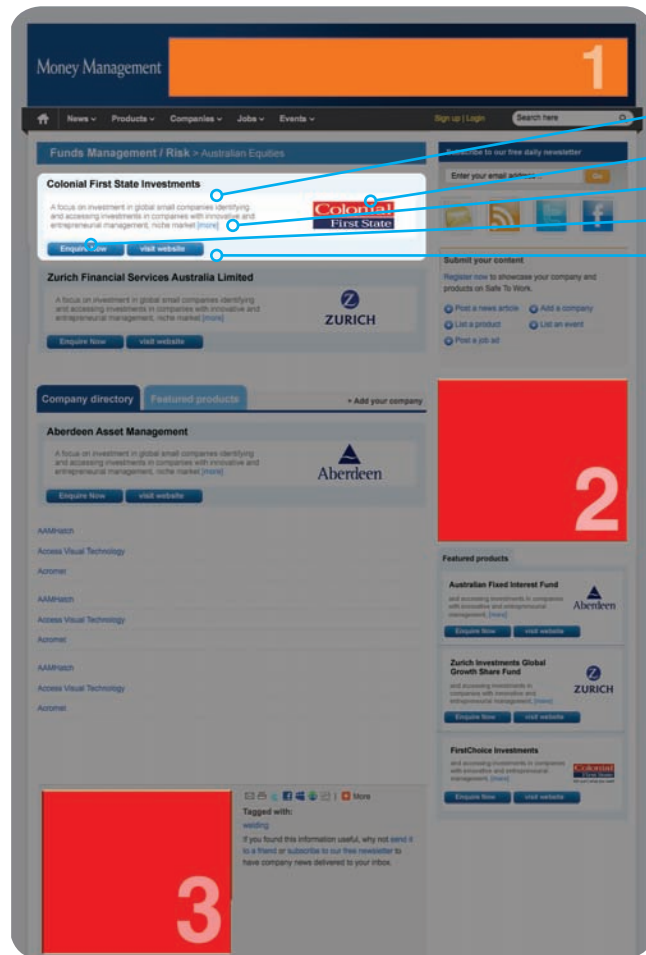 Money Management
1
News Products Companies Jobs Events Sign up | Login Search here
Funds Management / Risk > Australian Equities
Subscribe to our free daily newsletter
Enter your email address... Go
Colonial First State Investments
A focus on investment in global small companies identifying
and accessing investments in companies with innovative and
entrepreneurial management, niche market [more]
Colonial
First State
Enquire Now visit website
Zurich Financial Services Australia Limited
A focus on investment in global small companies identifying
and accessing investments in companies with innovative and
entrepreneurial management, niche market [more]
ZURICH
Enquire Now visit website
Submit your content
Register now to showcase your company and
products on Safe To Work.
Post a news article Add a company
List a product List an event
Post a job ad
Company directory Featured products + Add your company
Aberdeen Asset Management
A focus on investment in global small companies identifying
and accessing investments in companies with innovative and
entrepreneurial management, niche market [more]
Aberdeen
Enquire Now visit website
2
AAMHatch
Access Visual Technology
Acromet
AAMHatch
Access Visual Technology
Acromet
AAMHatch
Access Visual Technology
Acromet
Featured products
Australian Fixed Interest Fund
and accessing investments in companies
with innovative and entrepreneurial
management, [more]
Aberdeen
Enquire Now visit website
Zurich Investments Global
Growth Share Fund
and accessing investments in
companies with innovative and
entrepreneurial management, [more]
ZURICH
Enquire Now visit website
FirstChoice Investments
and accessing investments in companies
with innovative and entrepreneurial
management, [more]
Colonial
First State
Enquire Now visit website
3
More
Tagged with:
welding
If you found this information useful, why not send it
to a friend or subscribe to our free newsletter to
have company news delivered to your inbox.